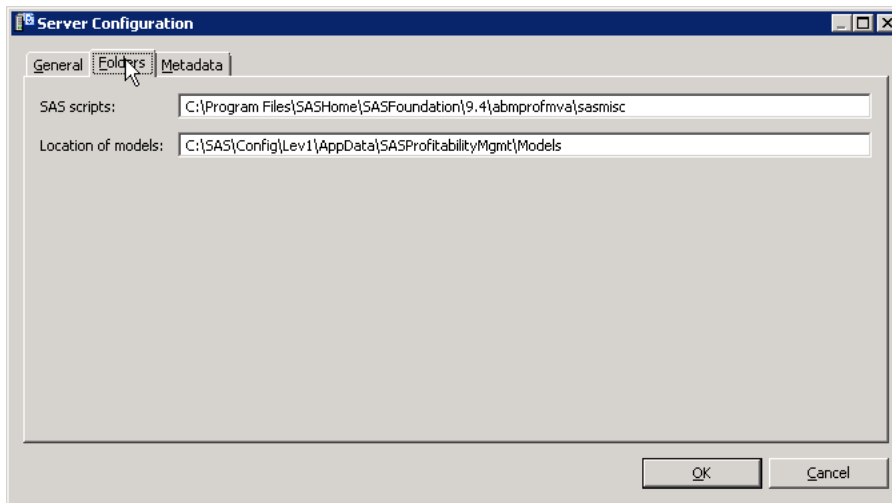 Server Configuration
General Folders Metadata
SAS scripts: C:\Program Files\SASHome\SASFoundation\9.4\abmprofmva\sasmisc
Location of models: C:\SAS\Config\Lev1\AppData\SASProfitabilityMgmt\Models
OK Cancel